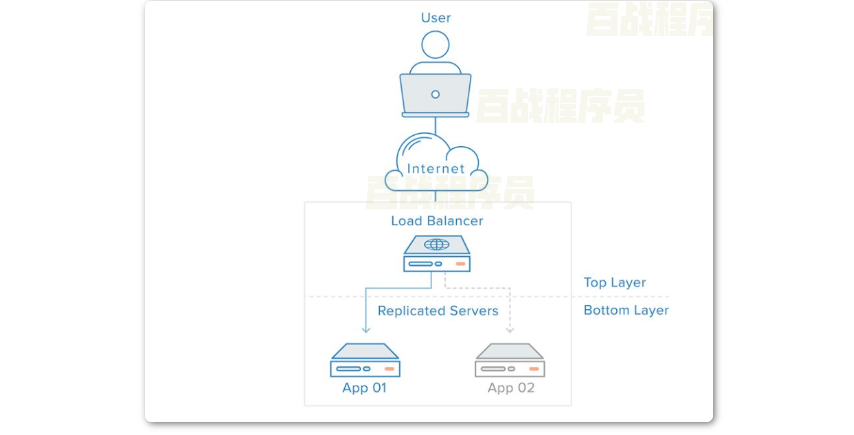 User
百战程序
百战程序员
Internet
百战程序员
Load Balancer
Top Layer
Replicated Servers
Bottom Layer
App 01
App 02